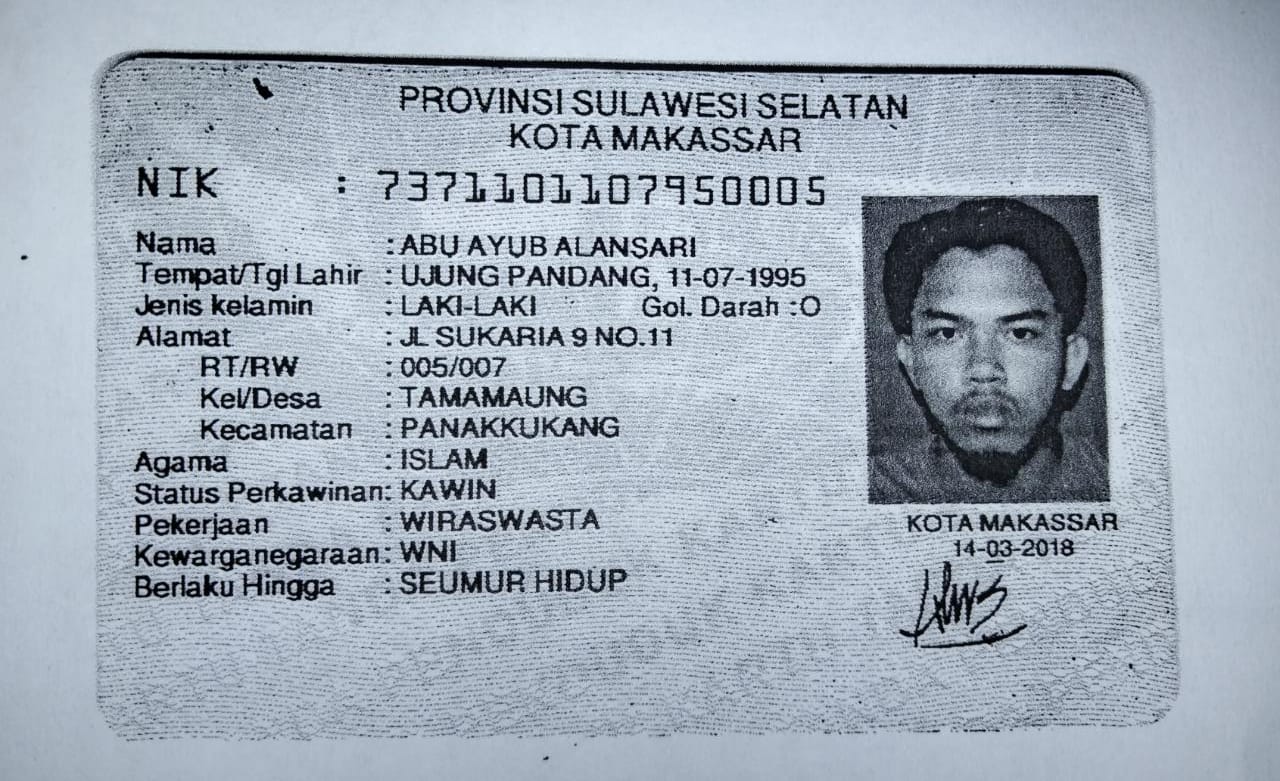 PROVINSI SULAWESI SELATAN
KOTA MAKASSAR
NIK : 7371101107950005
Nama : ABU AYUB ALANSARI
Tempat/Tgl Lahir : UJUNG PANDANG, 11-07-1995
Jenis kelamin : LAKI-LAKI Gol. Darah :O
Alamat : JL SUKARIA 9 NO.11
RT/RW : 005/007
Kel/Desa : TAMAMAUNG
Kecamatan : PANAKKUKANG
Agama : ISLAM
Status Perkawinan: KAWIN
Pekerjaan : WIRASWASTA
Kewarganegaraan: WNI
Berlaku Hingga : SEUMUR HIDUP
KOTA MAKASSAR
14-03-2018